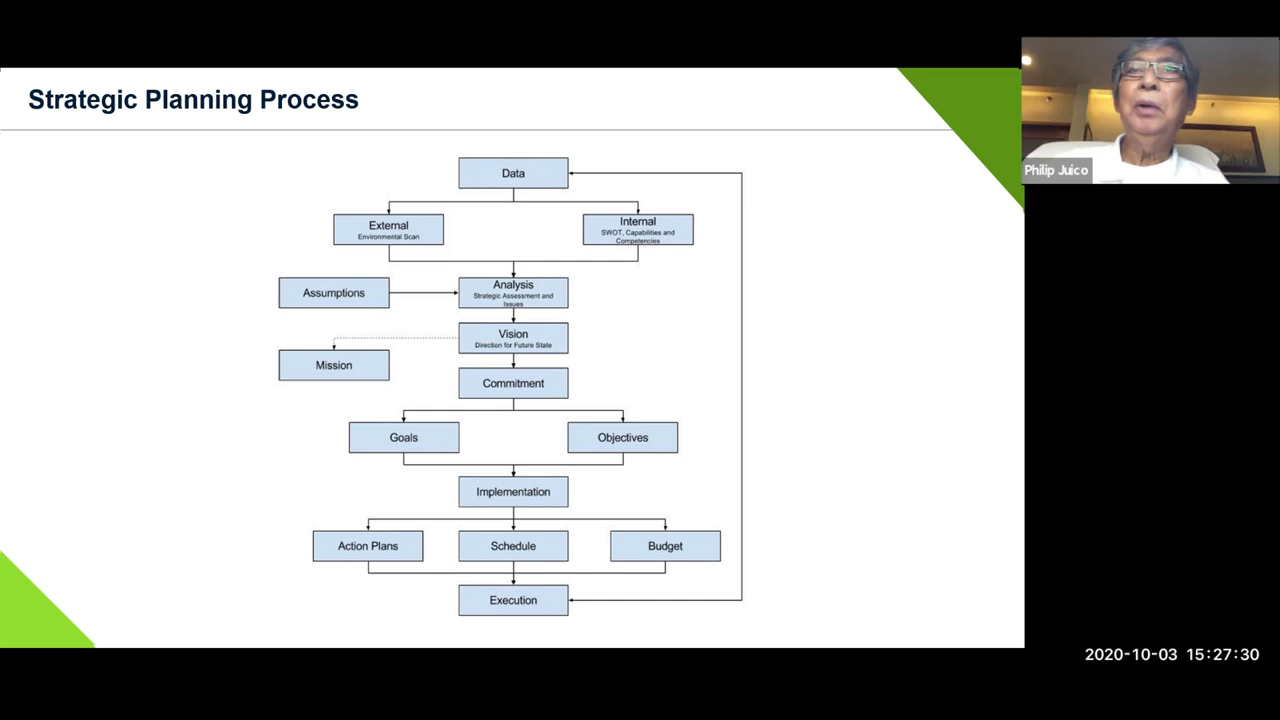 Strategic Planning Process
Philip Juico
Data
External
Environmental Scan
Internal
SWOT, Capabilities and
Competencies
Assumptions
Analysis
Strategic Assessment and
Issues
Vision
Direction for Future State
Mission
Commitment
Goals
Objectives
Implementation
Action Plans
Schedule
Budget
Execution
2020-10-03 15:27:30